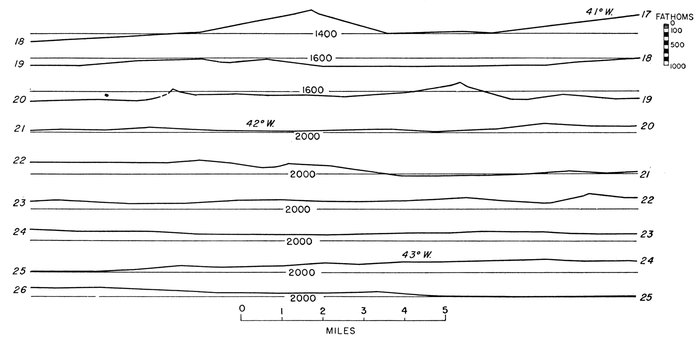 41° W. 17
FATHOMS
0
100
500
1000
18 1400
1600 18
19
1600
20 19
42° W. 20
21 2000
22
2000 21
23 2000 22
24 23
2000
43° W. 24
25 2000
26
2000 25
0 1 2 3 4 5
MILES